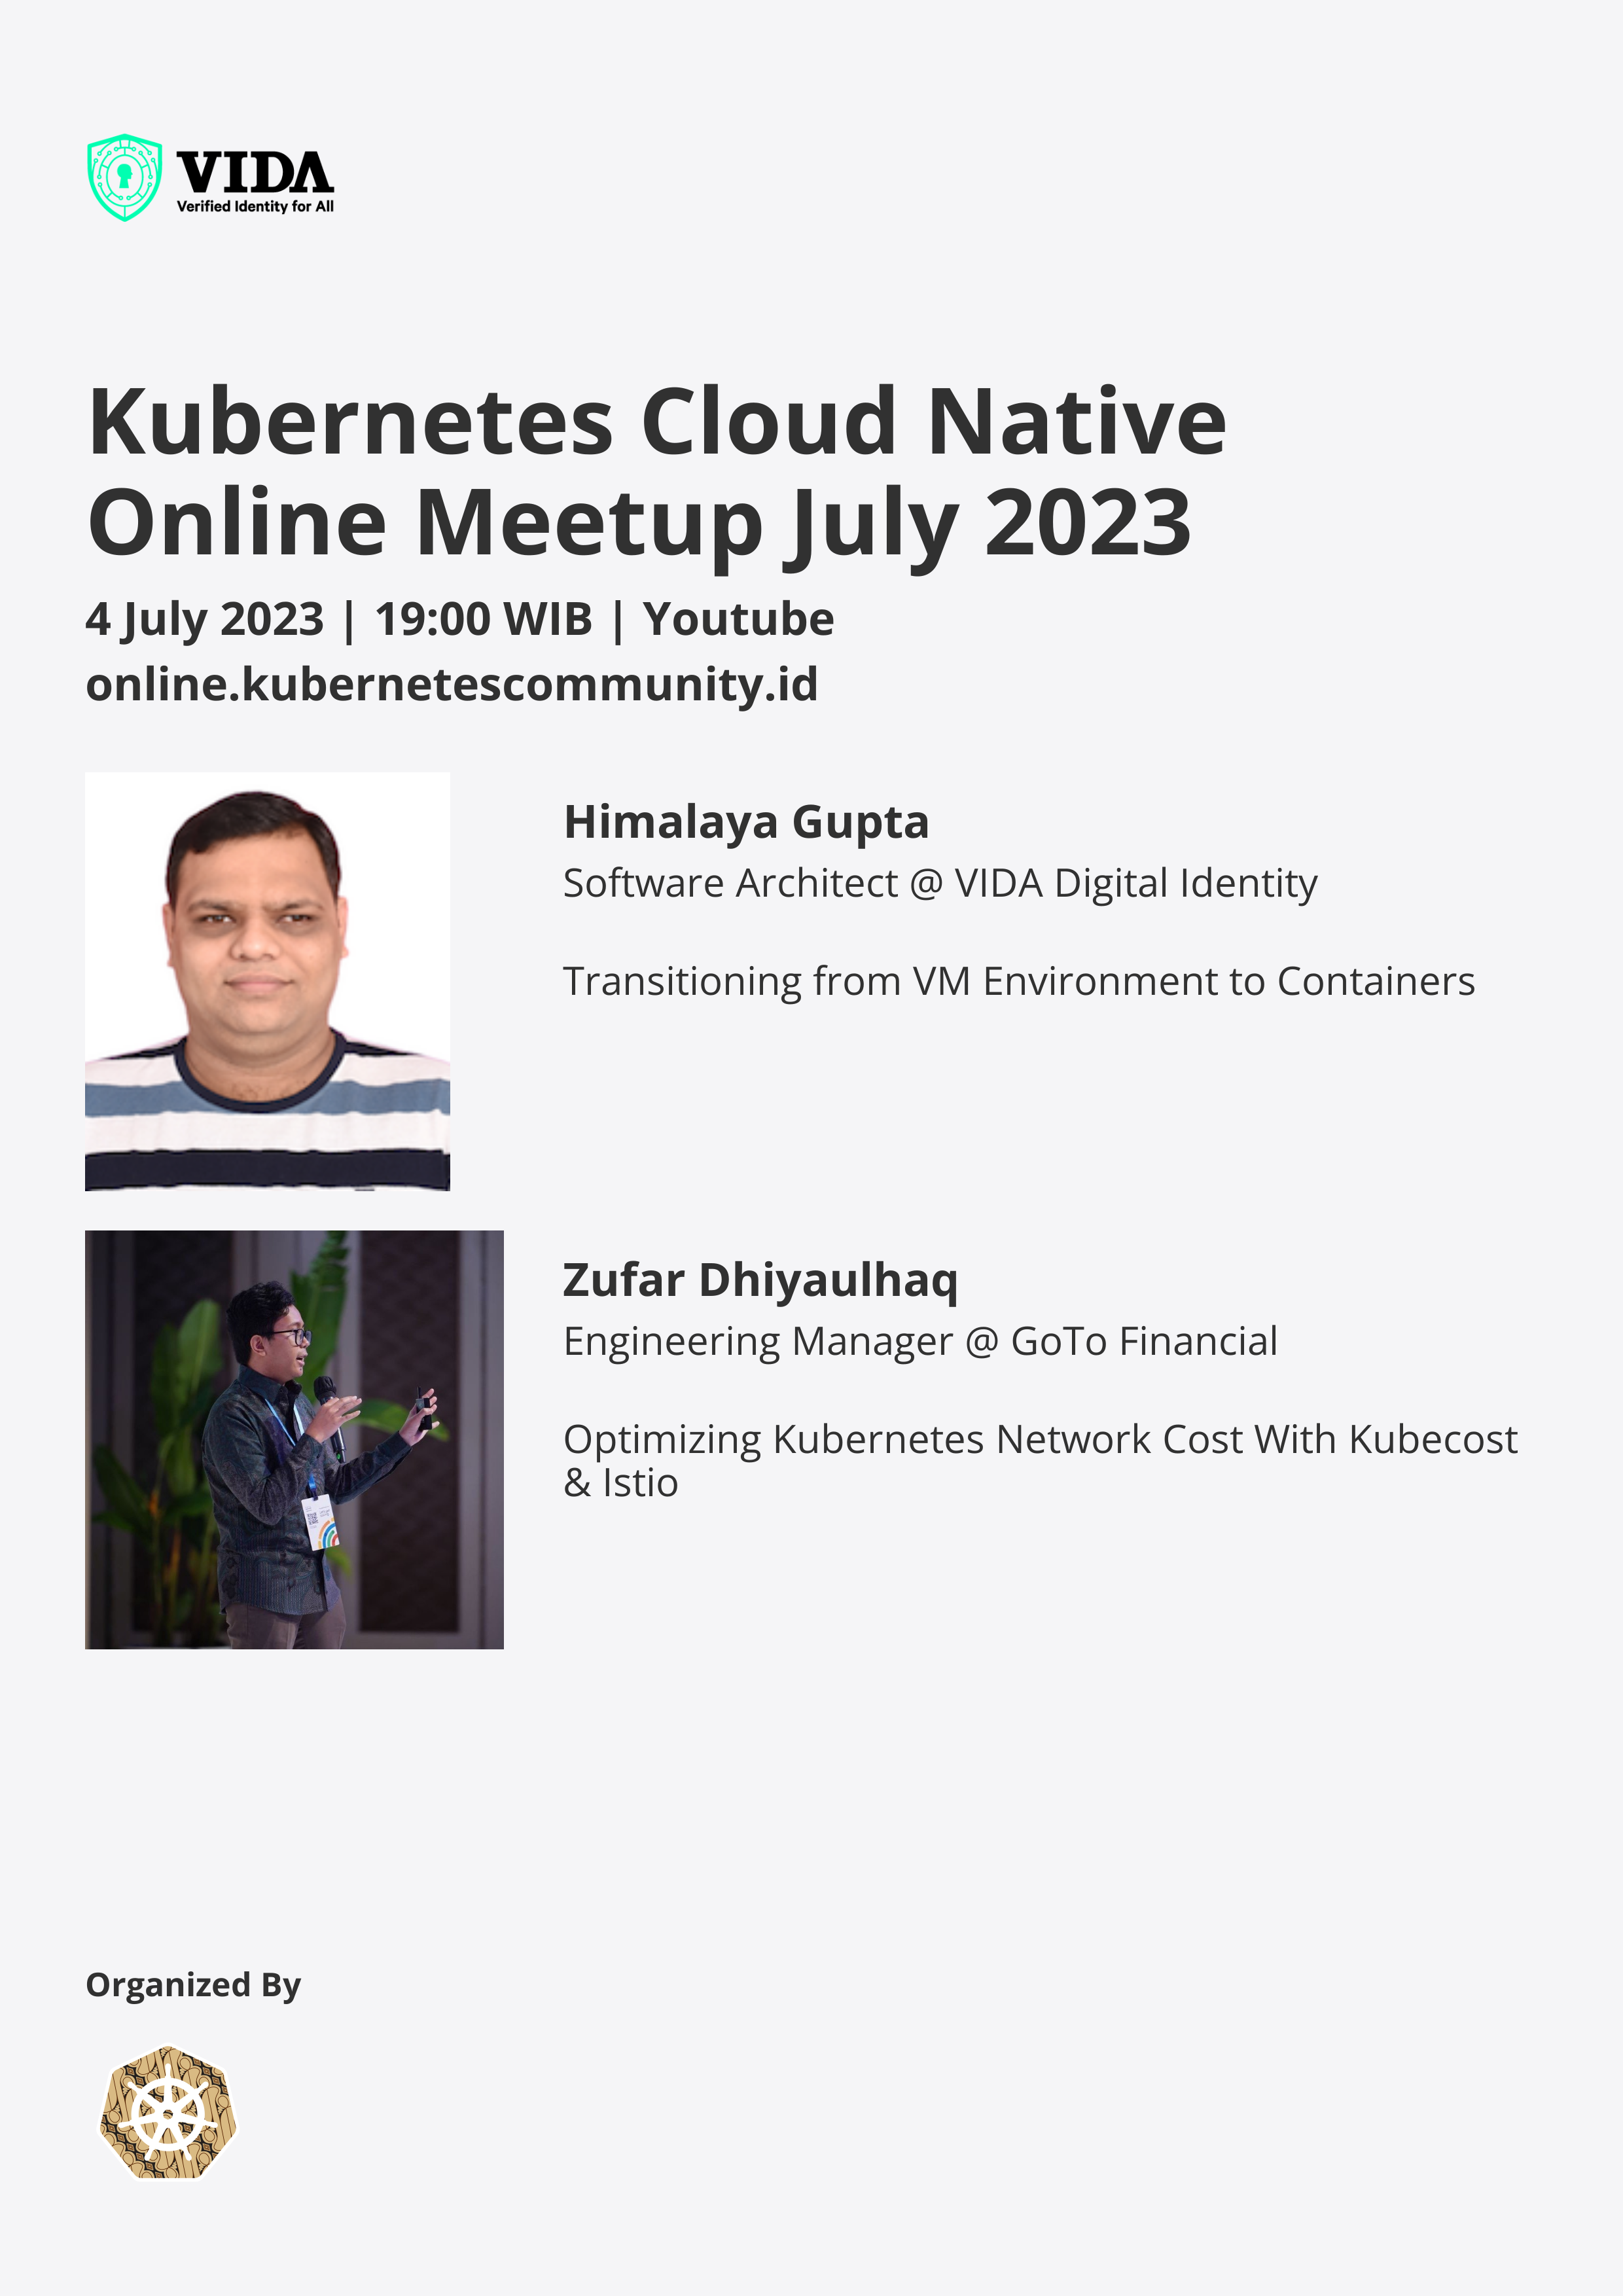 VIDA
Verified Identity for All
Kubernetes Cloud Native
Online Meetup July 2023
4 July 2023 | 19:00 WIB | Youtube
online.kubernetescommunity.id
Himalaya Gupta
Software Architect @ VIDA Digital Identity
Transitioning from VM Environment to Containers
Zufar Dhiyaulhaq
Engineering Manager @ GoTo Financial
Optimizing Kubernetes Network Cost With Kubecost
& Istio
Organized By